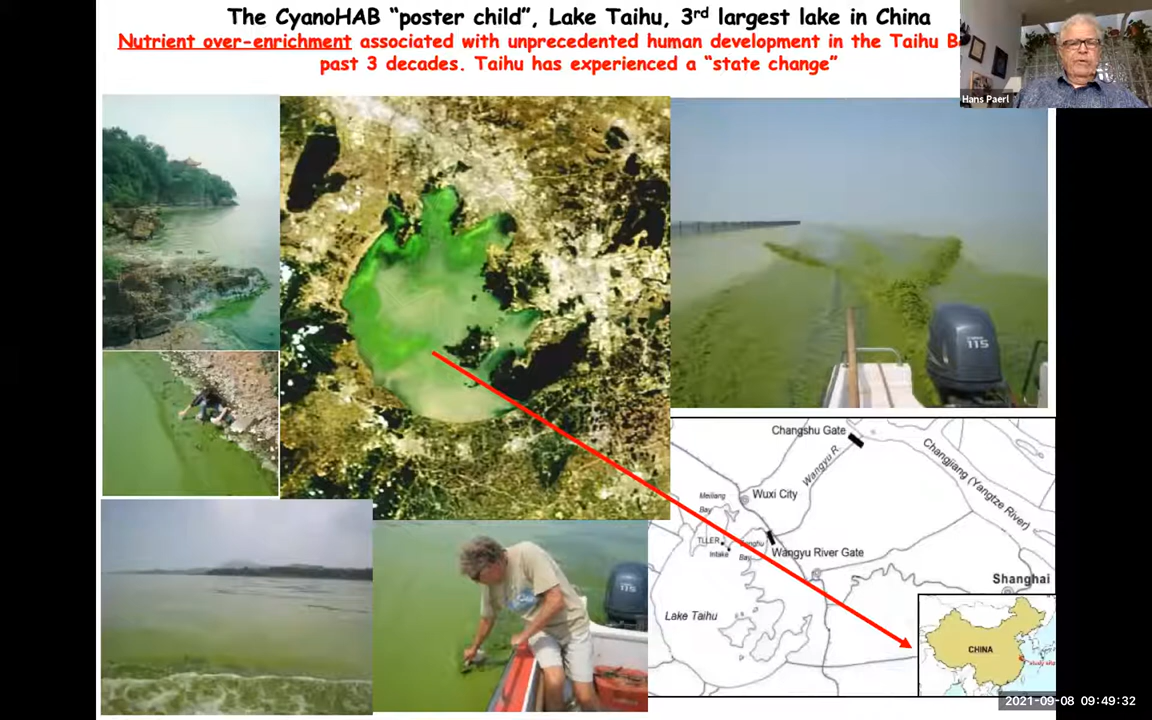 The CyanoHAB “poster child”, Lake Taihu, 3rd largest lake in China
Nutrient over-enrichment associated with unprecedented human development in the Taihu B
past 3 decades. Taihu has experienced a “state change”
Hans Paerl
115
Changshu Gate
Wangyu R.
Changjiang (Yangtze River)
Wuxi City
Meiliang
Bay
TLLER
Intake
Bay
Wangyu River Gate
Shanghai
Lake Taihu
115
CHINA
2021-09-08 09:49:32